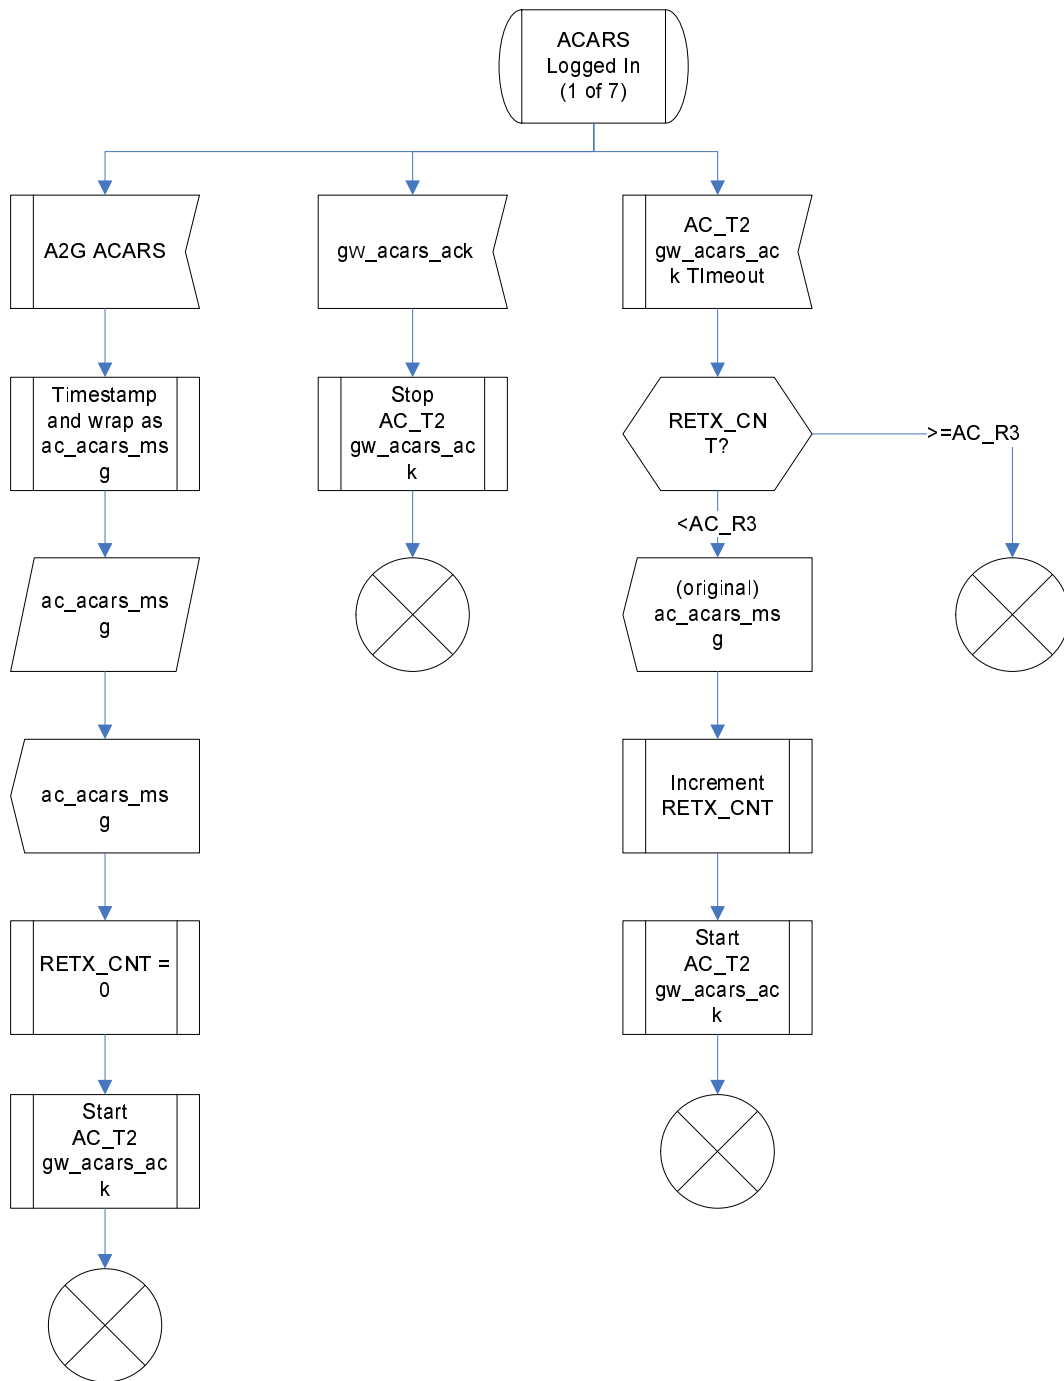 ACARS
Logged In
(1 of 7)
A2G ACARS
gw_acars_ack
AC_T2
gw_acars_ac
k TImeout
Timestamp
and wrap as
ac_acars_ms
g
Stop
AC_T2
gw_acars_ac
k
RETX_CN
T?
>=AC_R3
<AC_R3
ac_acars_ms
g
(original)
ac_acars_ms
g
ac_acars_ms
g
Increment
RETX_CNT
RETX_CNT =
0
Start
AC_T2
gw_acars_ac
k
Start
AC_T2
gw_acars_ac
k